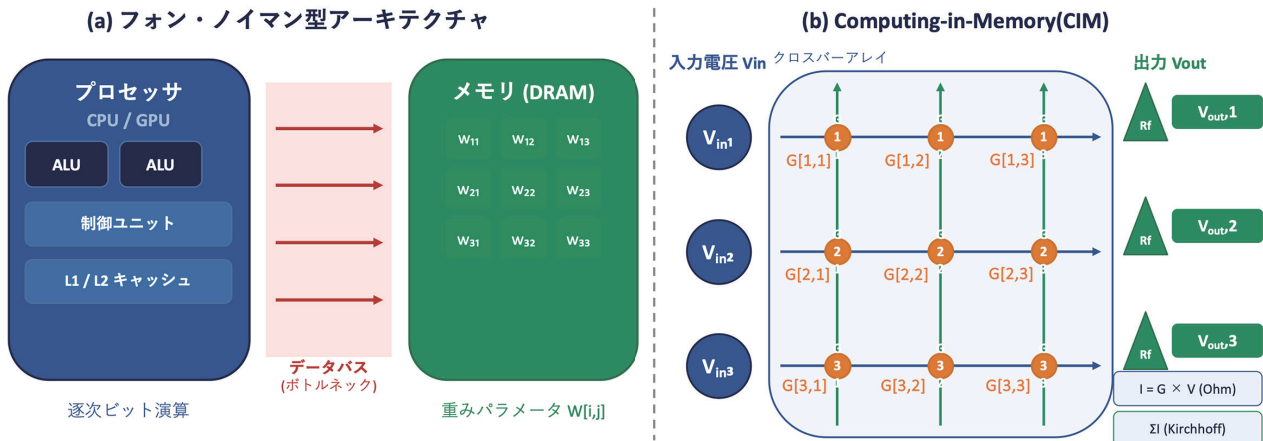 (a) フォン・ノイマン型アーキテクチャ
プロセッサ
CPU / GPU
ALU ALU
制御ユニット
L1 / L2 キャッシュ
逐次ビット演算
データバス
(ボトルネック)
メモリ (DRAM)
W11 W12 W13
W21 W22 W23
W31 W32 W33
重みパラメータ W[i,j]
(b) Computing-in-Memory(CIM)
入力電圧 Vin
クロスバーアレイ
出力 Vout
Vin1
1 1 1
G[1,1] G[1,2] G[1,3]
Rf
Vout,1
Vin2
2 2 2
G[2,1] G[2,2] G[2,3]
Rf
Vout,2
Vin3
3 3 3
G[3,1] G[3,2] G[3,3]
Rf
Vout,3
I = G × V (Ohm)
ΣI (Kirchhoff)